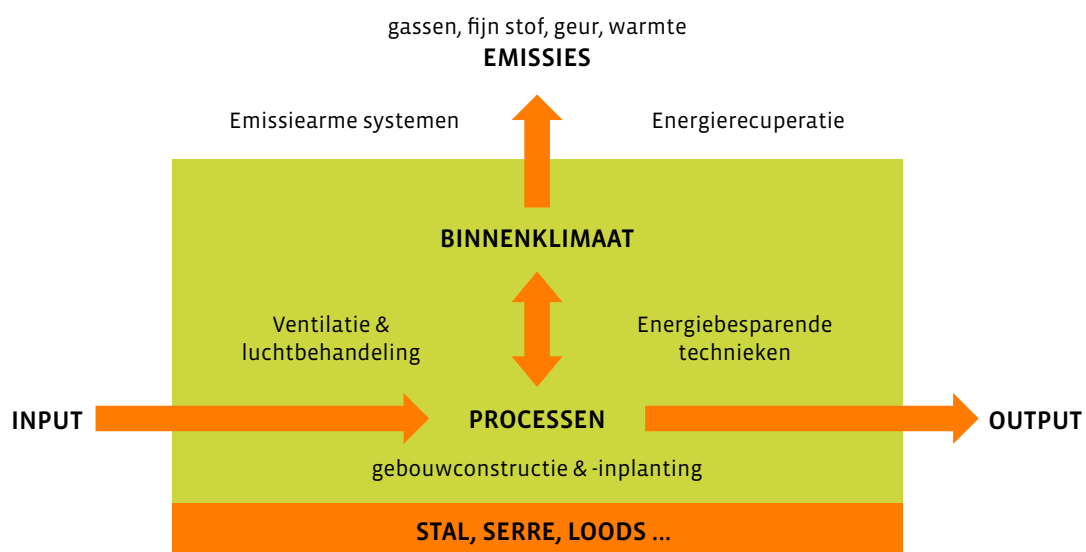 gassen, fijn stof, geur, warmte
EMISSIES
Emissiearme systemen
Energierecuperatie
BINNENKLIMAAT
Ventilatie &
luchtbehandeling
Energiebesparende
technieken
INPUT
PROCESSEN
OUTPUT
gebouwconstructie & -inplanting
STAL, SERRE, LOODS ...